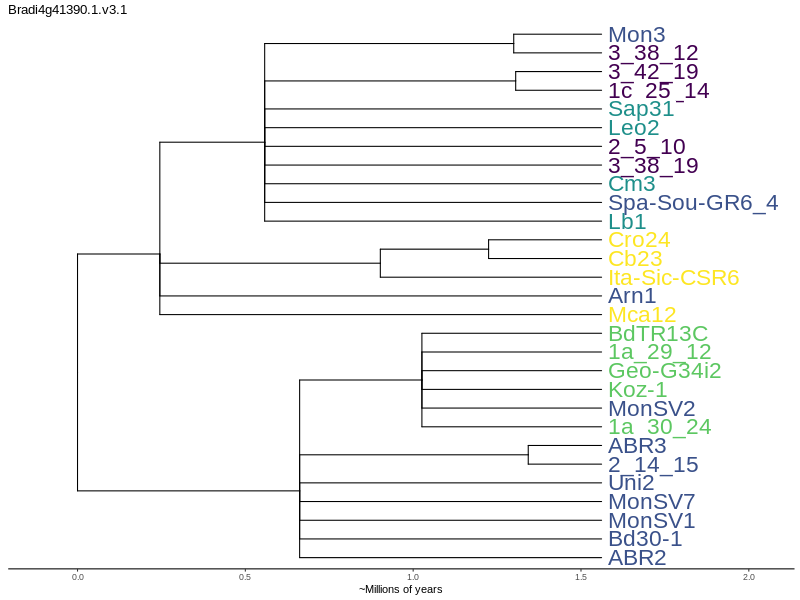 Bradi4g41390.1.v3.1
Mon3
3_38_12
3_42_19
1c_25_14
Sap31
Leo2
2_5_10
3_38_19
Cm3
Spa-Sou-GR6_4
Lb1
Cro24
Cb23
Ita-Sic-CSR6
Arn1
Mca12
BdTR13C
1a_29_12
Geo-G34i2
Koz-1
MonSV2
1a_30_24
ABR3
2_14_15
Uni2
MonSV7
MonSV1
Bd30-1
ABR2
0.0 0.5 1.0 1.5 2.0
~Millions of years